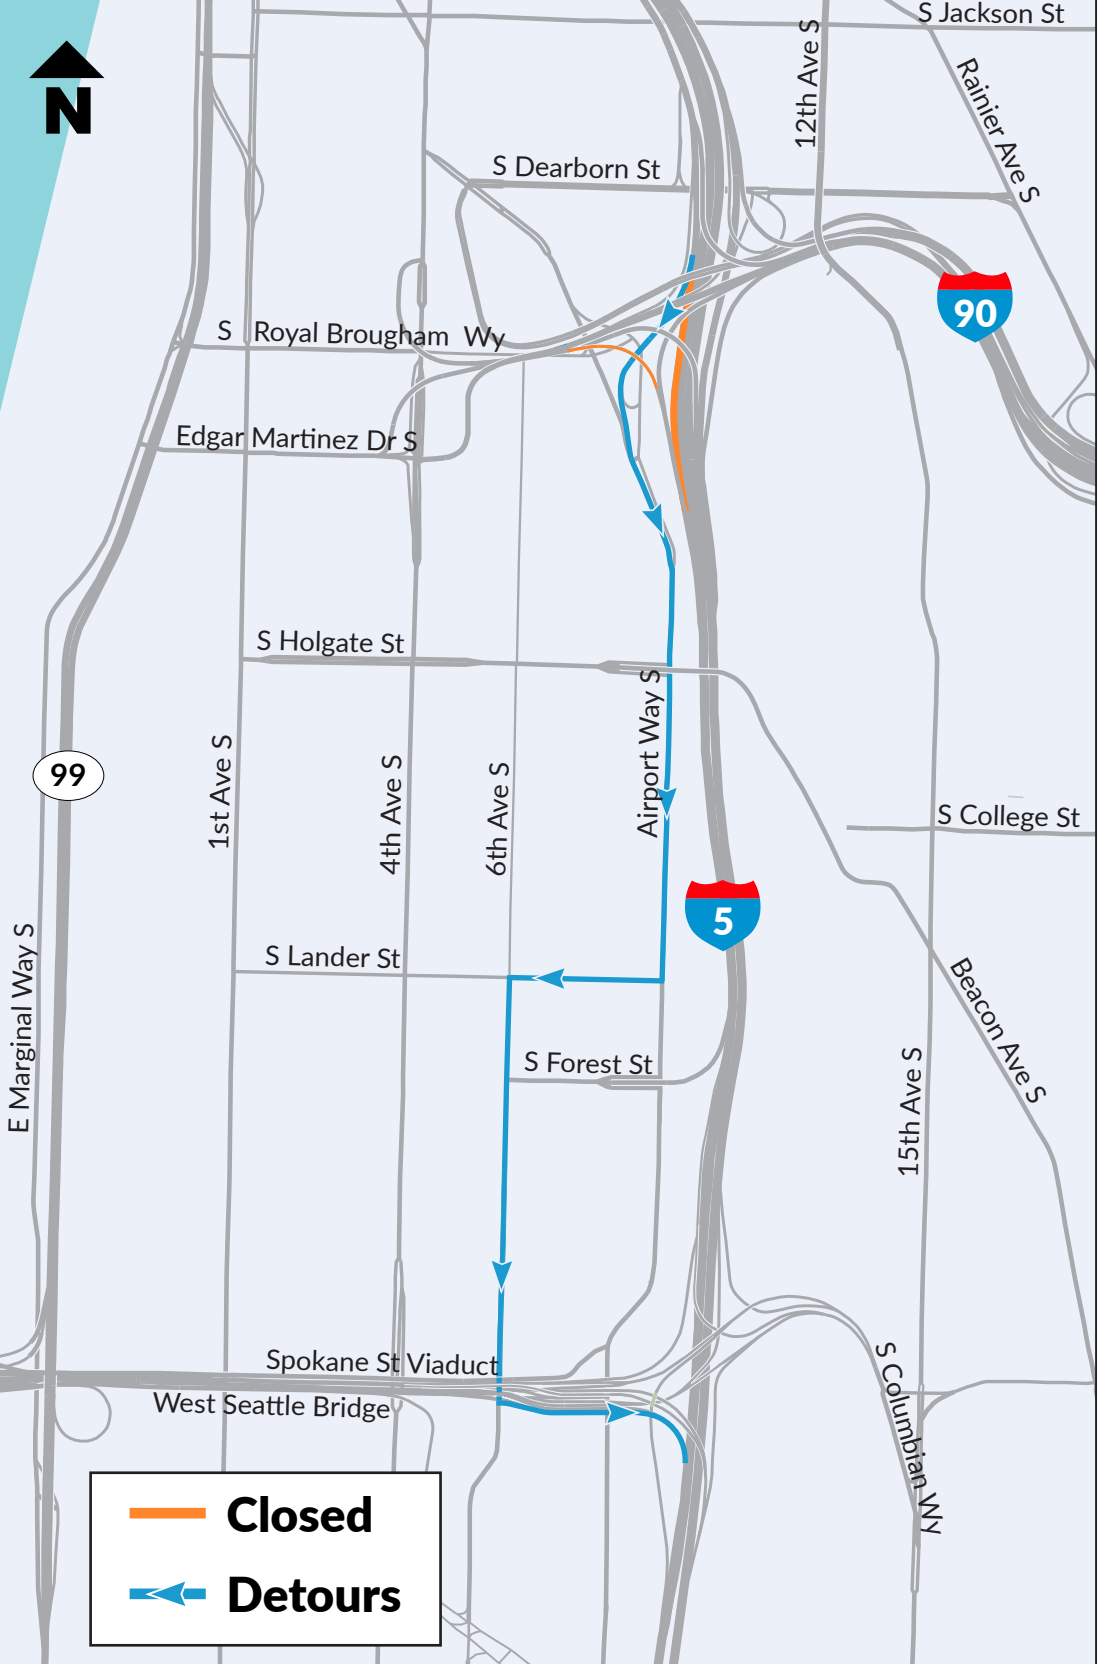 S Jackson St
12th Ave S
Rainier Ave S
N
S Dearborn St
90
S Royal Brougham Wy
Edgar Martinez Dr S
S Holgate St
Airport Way S
99
1st Ave S
4th Ave S
6th Ave S
S College St
5
E Marginal Way S
S Lander St
Beacon Ave S
S Forest St
15th Ave S
Spokane St Viaduct
West Seattle Bridge
S Columbian Wy
Closed
Detours